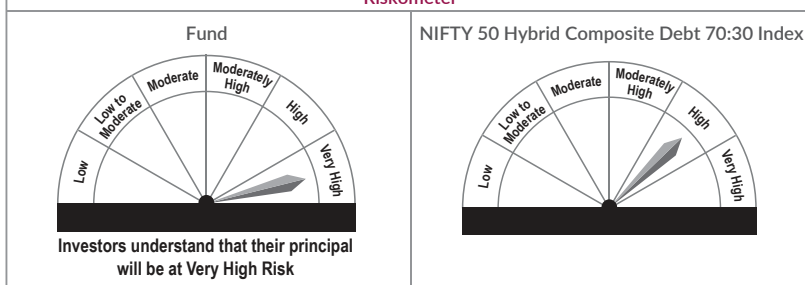 Riskometer
Fund
Low
Low to
Moderate
Moderate
Moderately
High
High
Very High
Investors understand that their principal
will be at Very High Risk
NIFTY 50 Hybrid Composite Debt 70:30 Index
Low
Low to
Moderate
Moderate
Moderately
High
High
Very High